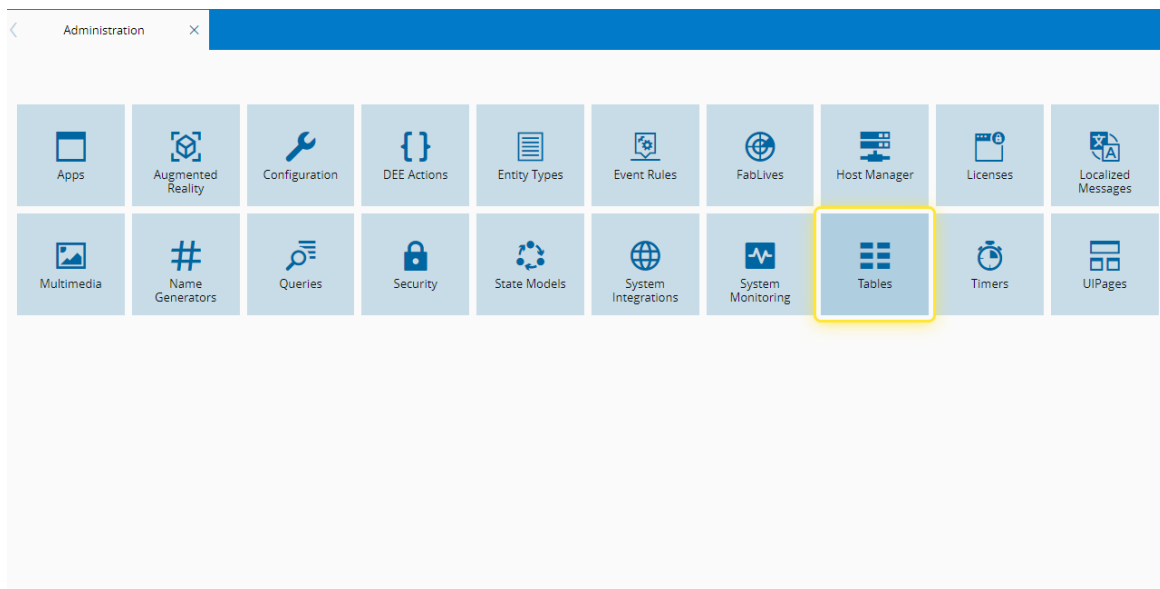 Administration
Apps
Augmented
Reality
Configuration
DEE Actions
Entity Types
Event Rules
FabLives
Host Manager
Licenses
Localized
Messages
Multimedia
Name
Generators
Queries
Security
State Models
System
Integrations
System
Monitoring
Tables
Timers
UIPages